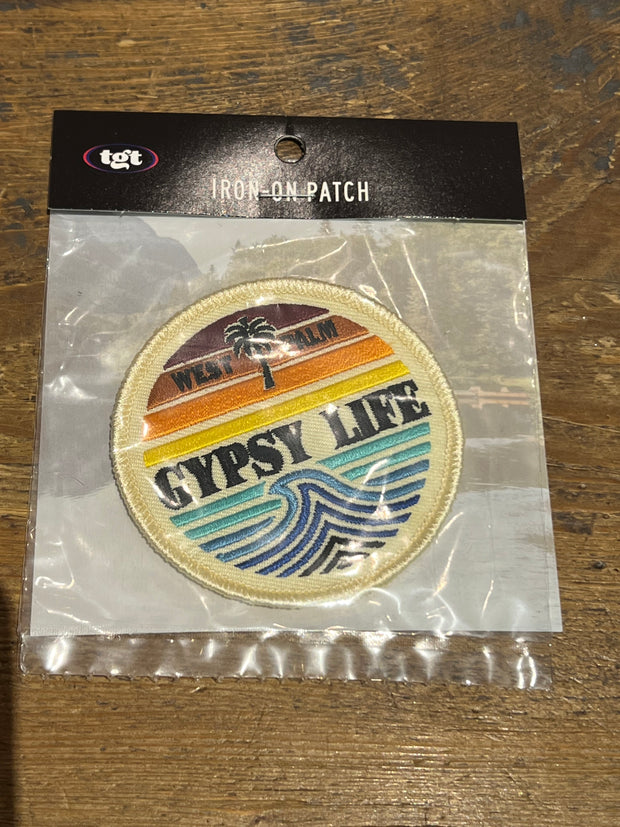 tgt
IRON-ON PATCH
WEST PALM
GYPSY LIFE